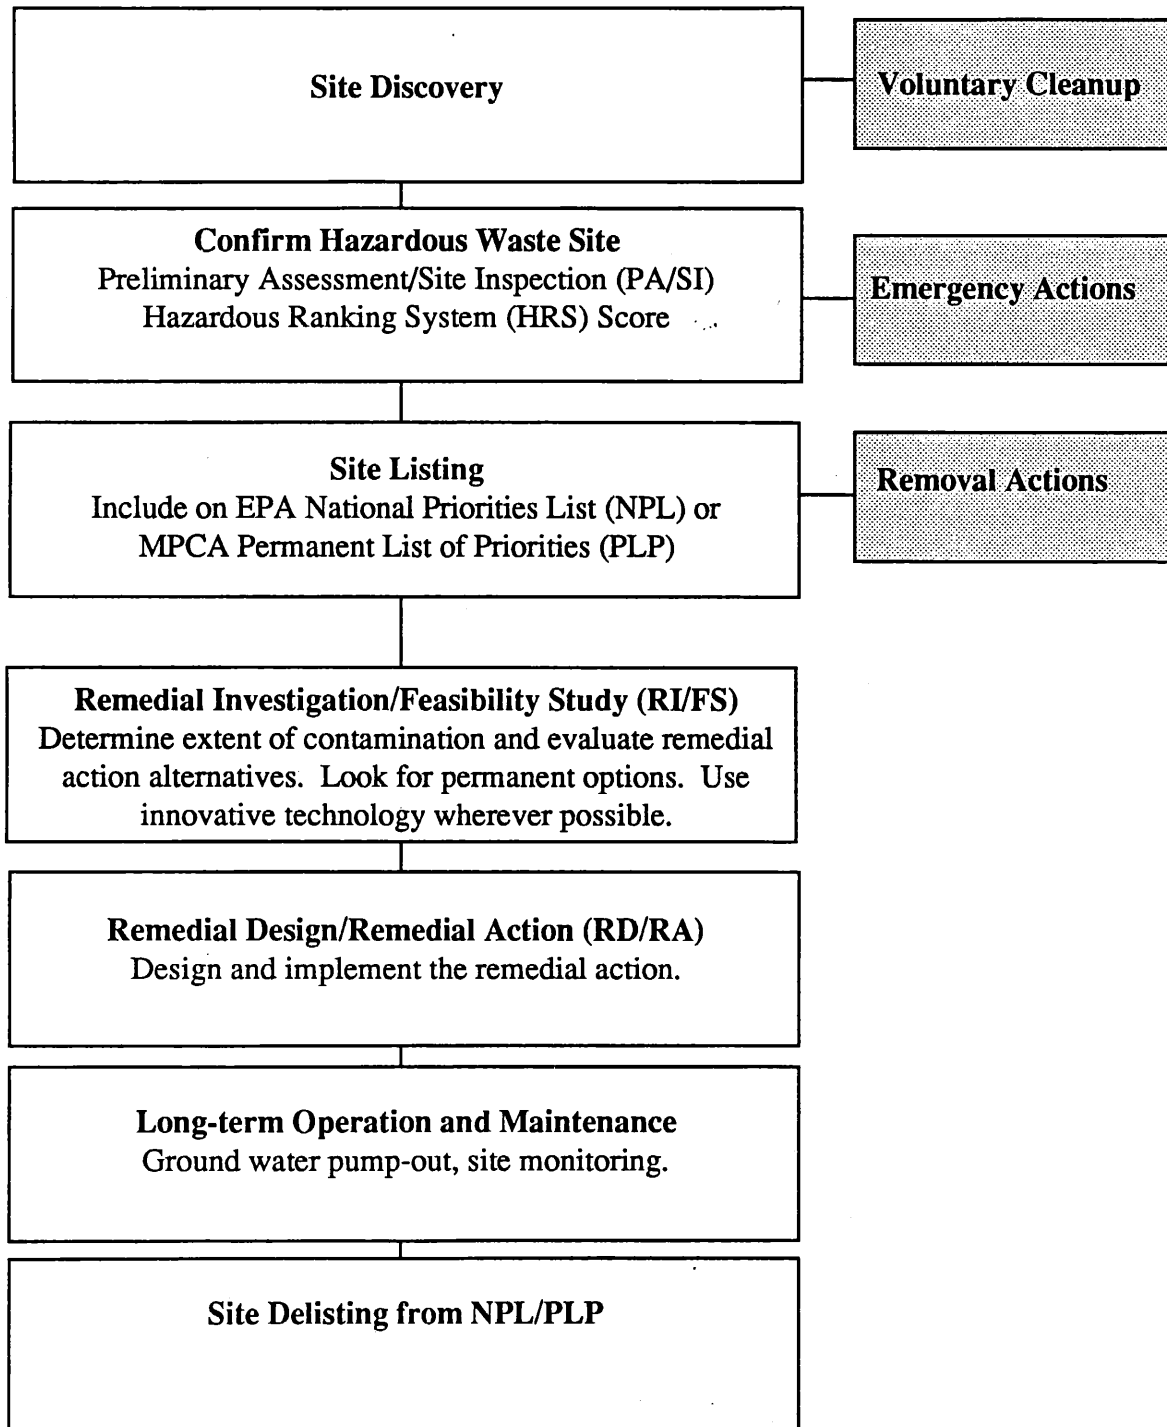 Site Discovery
Voluntary Cleanup
Confirm Hazardous Waste Site
Preliminary Assessment/Site Inspection (PA/SI)
Hazardous Ranking System (HRS) Score
Emergency Actions
Site Listing
Include on EPA National Priorities List (NPL) or
MPCA Permanent List of Priorities (PLP)
Removal Actions
Remedial Investigation/Feasibility Study (RI/FS)
Determine extent of contamination and evaluate remedial
action alternatives. Look for permanent options. Use
innovative technology wherever possible.
Remedial Design/Remedial Action (RD/RA)
Design and implement the remedial action.
Long-term Operation and Maintenance
Ground water pump-out, site monitoring.
Site Delisting from NPL/PLP